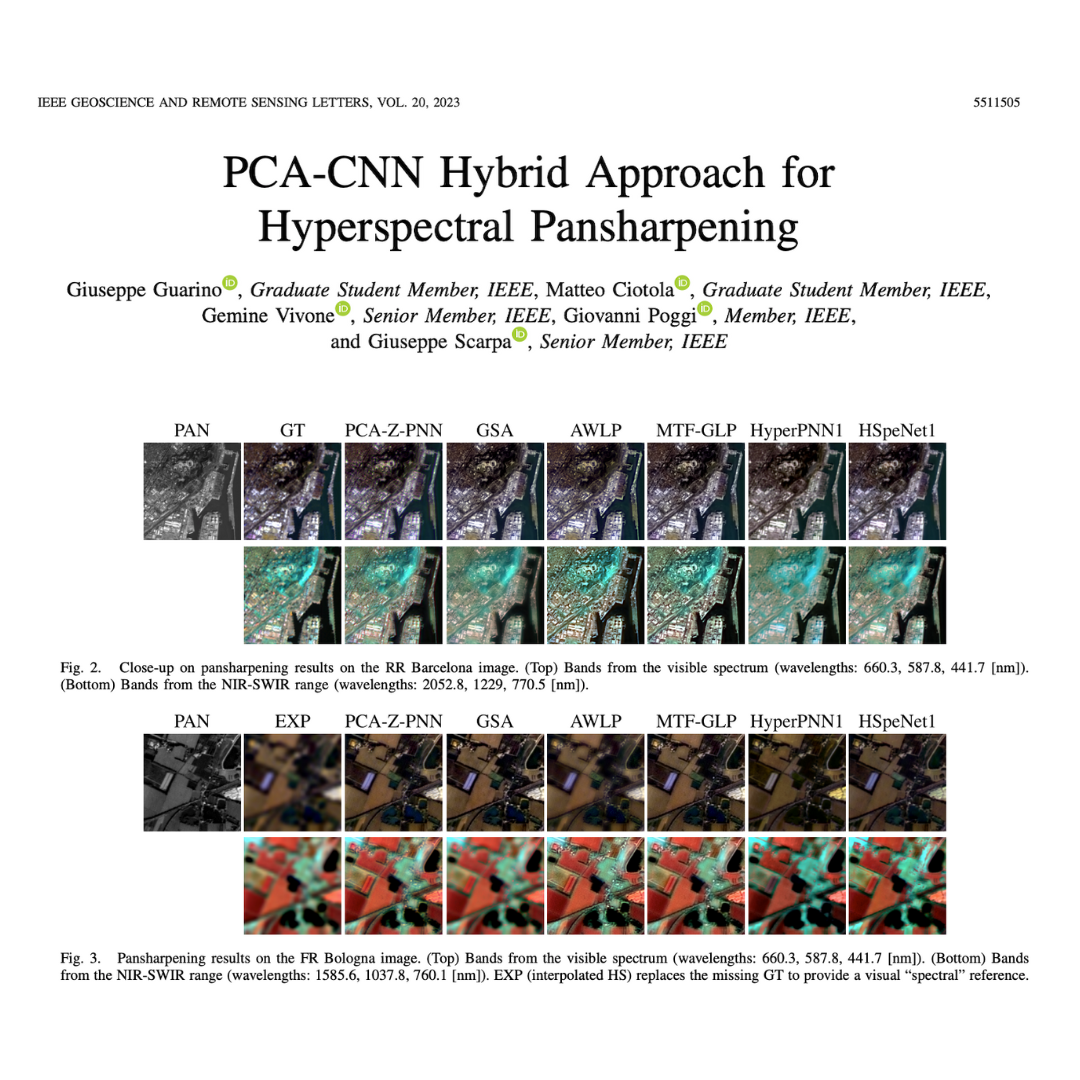 IEEE GEOSCIENCE AND REMOTE SENSING LETTERS, VOL. 20, 2023 5511505
PCA-CNN Hybrid Approach for
Hyperspectral Pansharpening
Giuseppe Guarino iD, Graduate Student Member, IEEE, Matteo Ciotola iD, Graduate Student Member, IEEE,
Gemine Vivone iD, Senior Member, IEEE, Giovanni Poggi iD, Member, IEEE,
and Giuseppe Scarpa iD, Senior Member, IEEE
PAN GT PCA-Z-PNN GSA AWLP MTF-GLP HyperPNN1 HSpeNet1
Fig. 2. Close-up on pansharpening results on the RR Barcelona image. (Top) Bands from the visible spectrum (wavelengths: 660.3, 587.8, 441.7 [nm]).
(Bottom) Bands from the NIR-SWIR range (wavelengths: 2052.8, 1229, 770.5 [nm]).
PAN EXP PCA-Z-PNN GSA AWLP MTF-GLP HyperPNN1 HSpeNet1
Fig. 3. Pansharpening results on the FR Bologna image. (Top) Bands from the visible spectrum (wavelengths: 660.3, 587.8, 441.7 [nm]). (Bottom) Bands
from the NIR-SWIR range (wavelengths: 1585.6, 1037.8, 760.1 [nm]). EXP (interpolated HS) replaces the missing GT to provide a visual “spectral” reference.